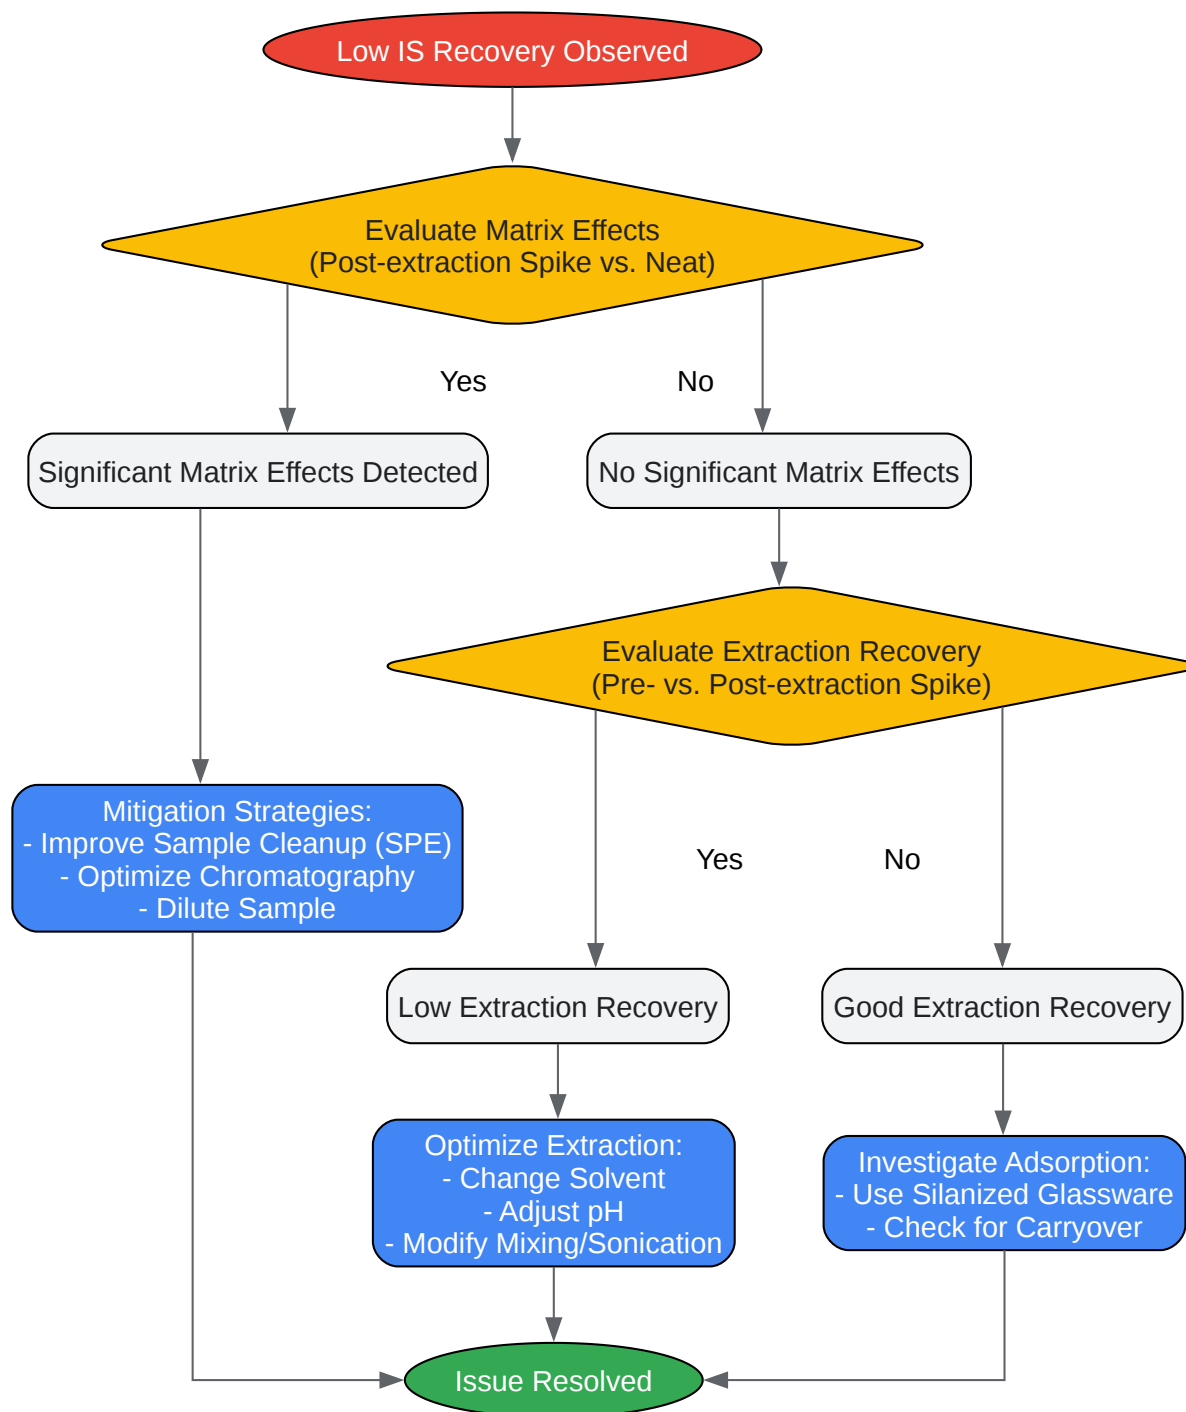 Low IS Recovery Observed
Evaluate Matrix Effects
(Post-extraction Spike vs. Neat)
Yes
No
Significant Matrix Effects Detected
No Significant Matrix Effects
Evaluate Extraction Recovery
(Pre- vs. Post-extraction Spike)
Mitigation Strategies:
- Improve Sample Cleanup (SPE)
- Optimize Chromatography
- Dilute Sample
Yes
No
Low Extraction Recovery
Good Extraction Recovery
Optimize Extraction:
- Change Solvent
- Adjust pH
- Modify Mixing/Sonication
Investigate Adsorption:
- Use Silanized Glassware
- Check for Carryover
Issue Resolved